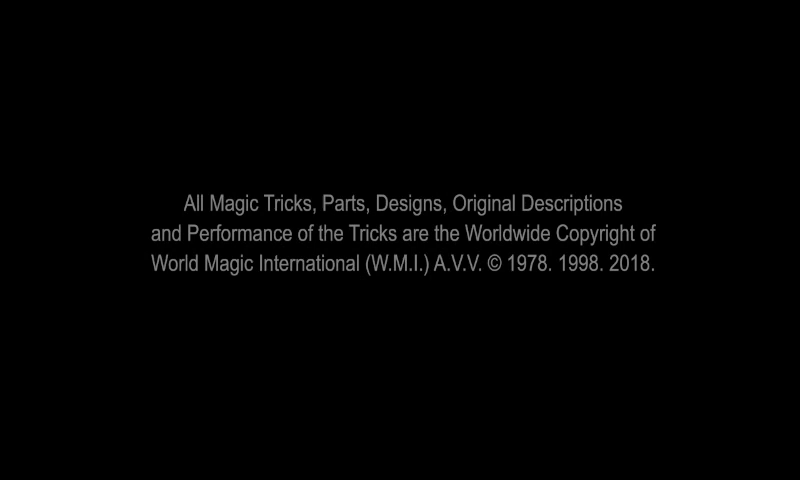 All Magic Tricks, Parts, Designs, Original Descriptions
and Performance of the Tricks are the Worldwide Copyright of
World Magic International (W.M.I.) A.V.V. © 1978. 1998. 2018.